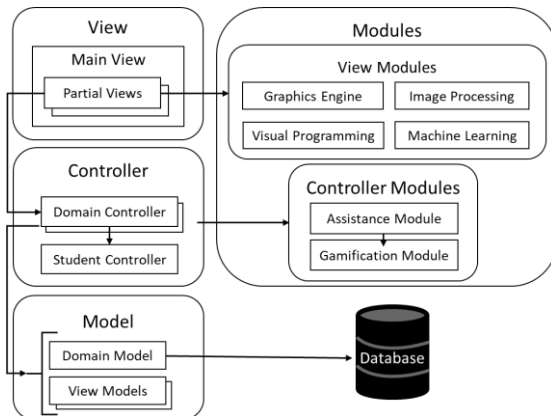 View
Main View
Partial Views
Controller
Domain Controller
Student Controller
Model
Domain Model
View Models
Modules
View Modules
Graphics Engine
Image Processing
Visual Programming
Machine Learning
Controller Modules
Assistance Module
Gamification Module
Database